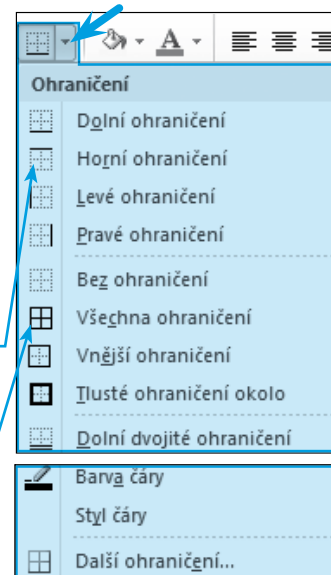 A
Ohraničení
Dolní ohraničení
Horní ohraničení
Levé ohraničení
Pravé ohraničení
Bez ohraničení
Všechna ohraničení
Vnější ohraničení
Tlusté ohraničení okolo
Dolní dvojité ohraničení
Barva čáry
Styl čáry
Další ohraničení...